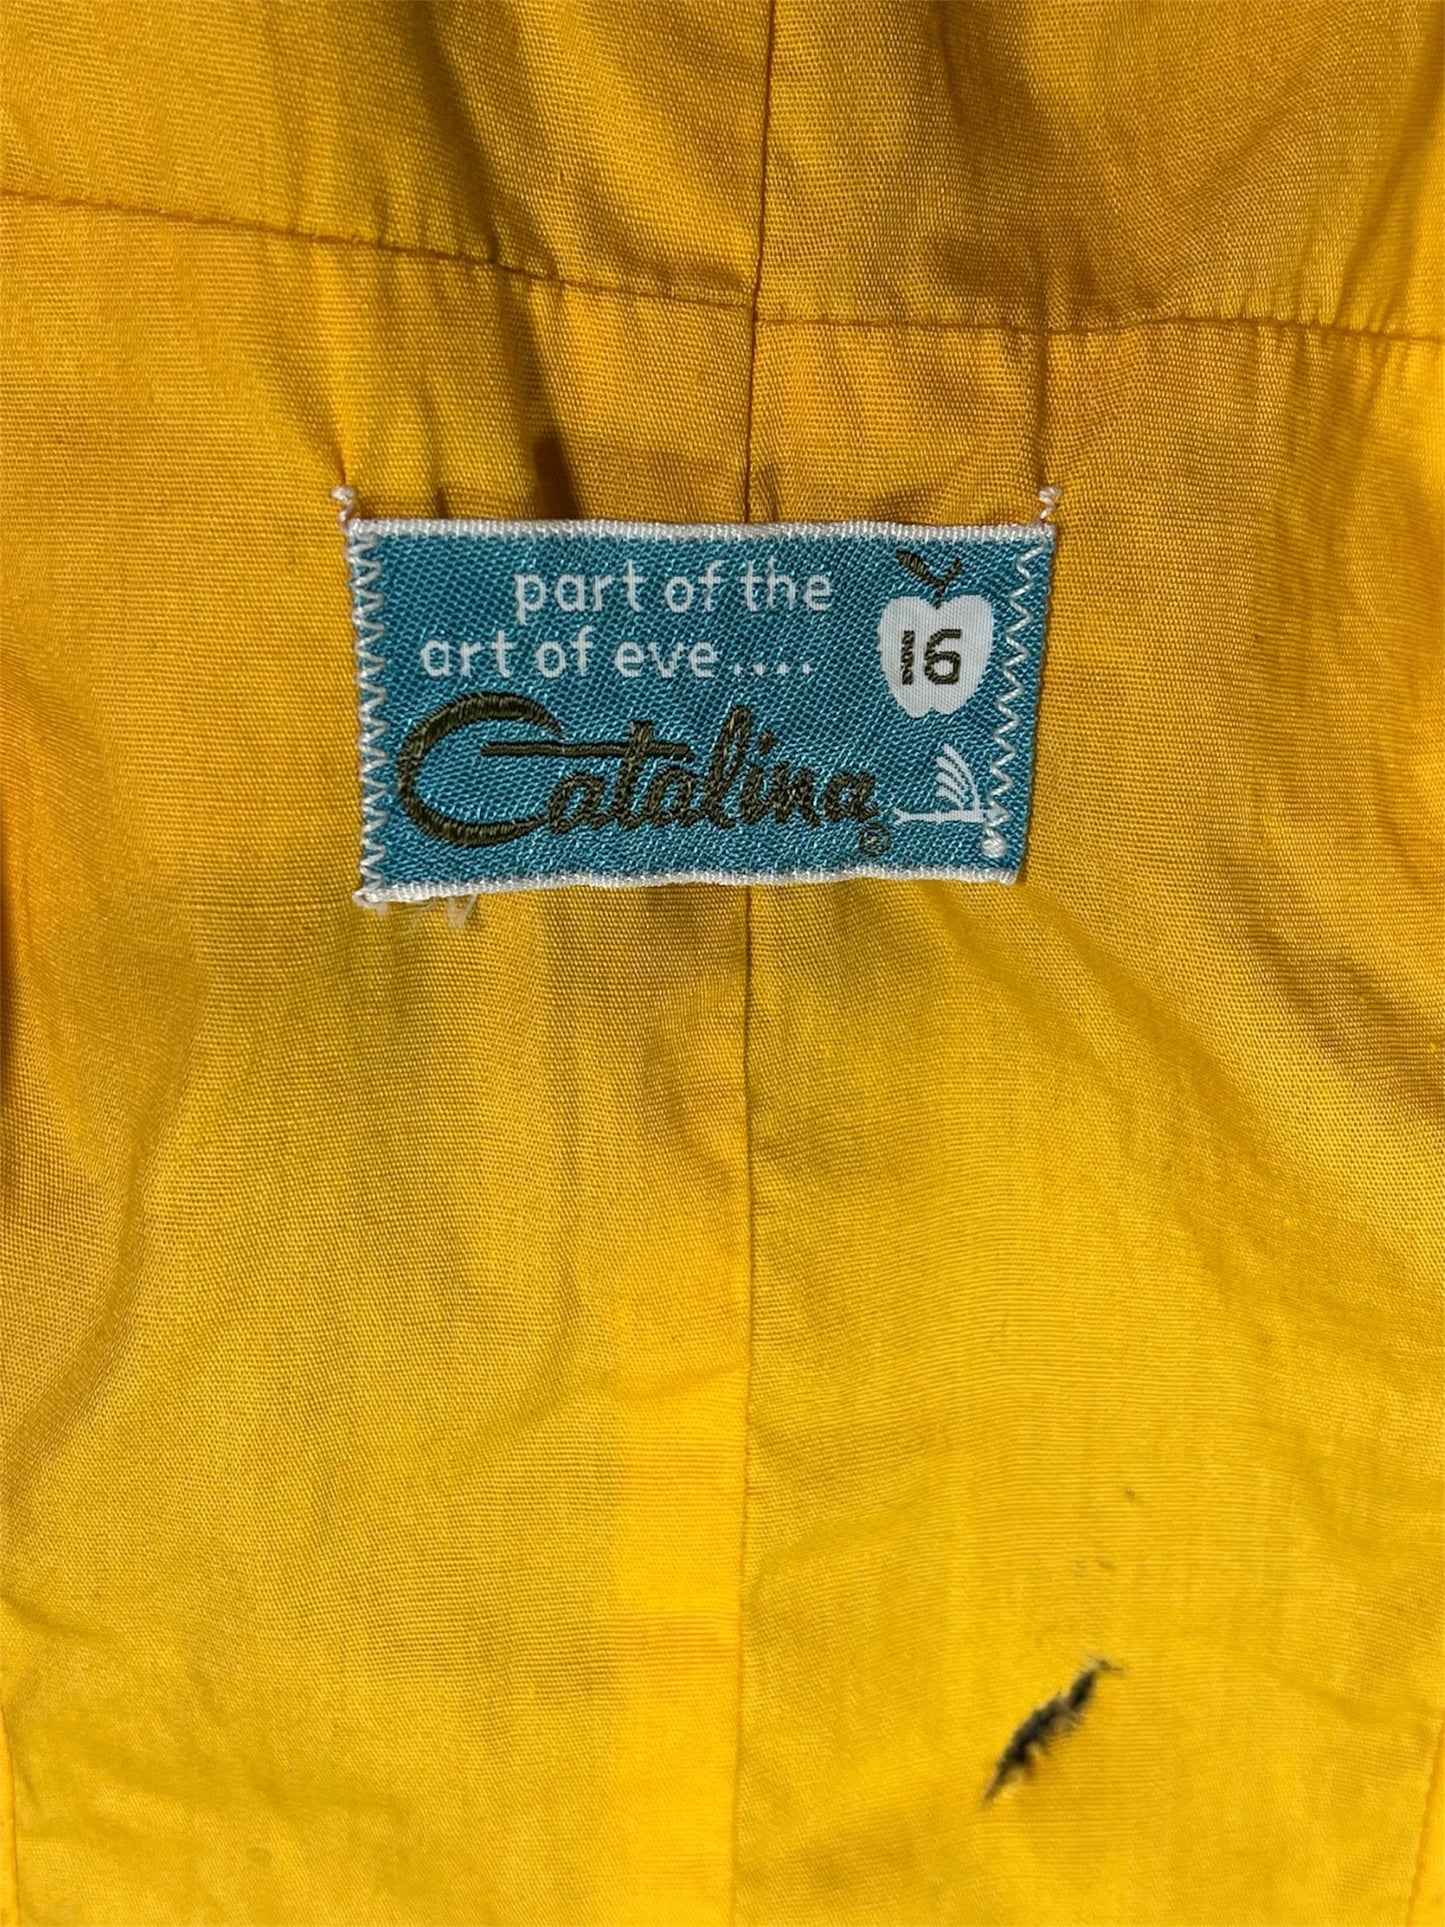 part of the
art of eve....
16
Catalina®